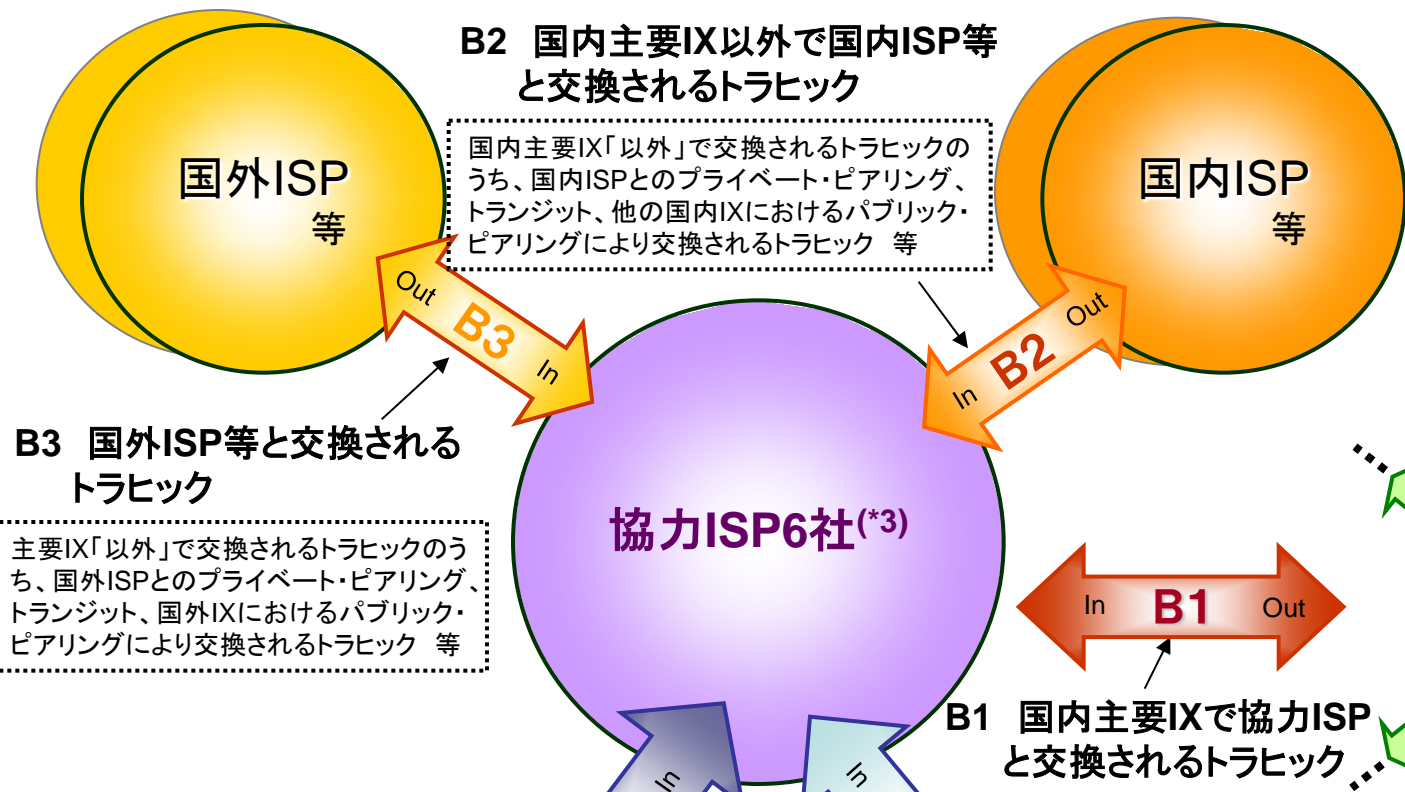 B2 国内主要IX以外で国内ISP等
と交換されるトラヒック
国内主要IX「以外」で交換されるトラヒックの
うち、国内ISPとのプライベート・ピアリング、
トランジット、他の国内IXにおけるパブリック・
ピアリングにより交換されるトラヒック 等
国外ISP
等
国内ISP
等
Out
B3
In
Out
B2
In
B3 国外ISP等と交換される
トラヒック
主要IX「以外」で交換されるトラヒックのう
ち、国外ISPとのプライベート・ピアリング、
トランジット、国外IXにおけるパブリック・
ピアリングにより交換されるトラヒック 等
協力ISP6社(*3)
In B1 Out
B1 国内主要IXで協力ISP
と交換されるトラヒック
In
In